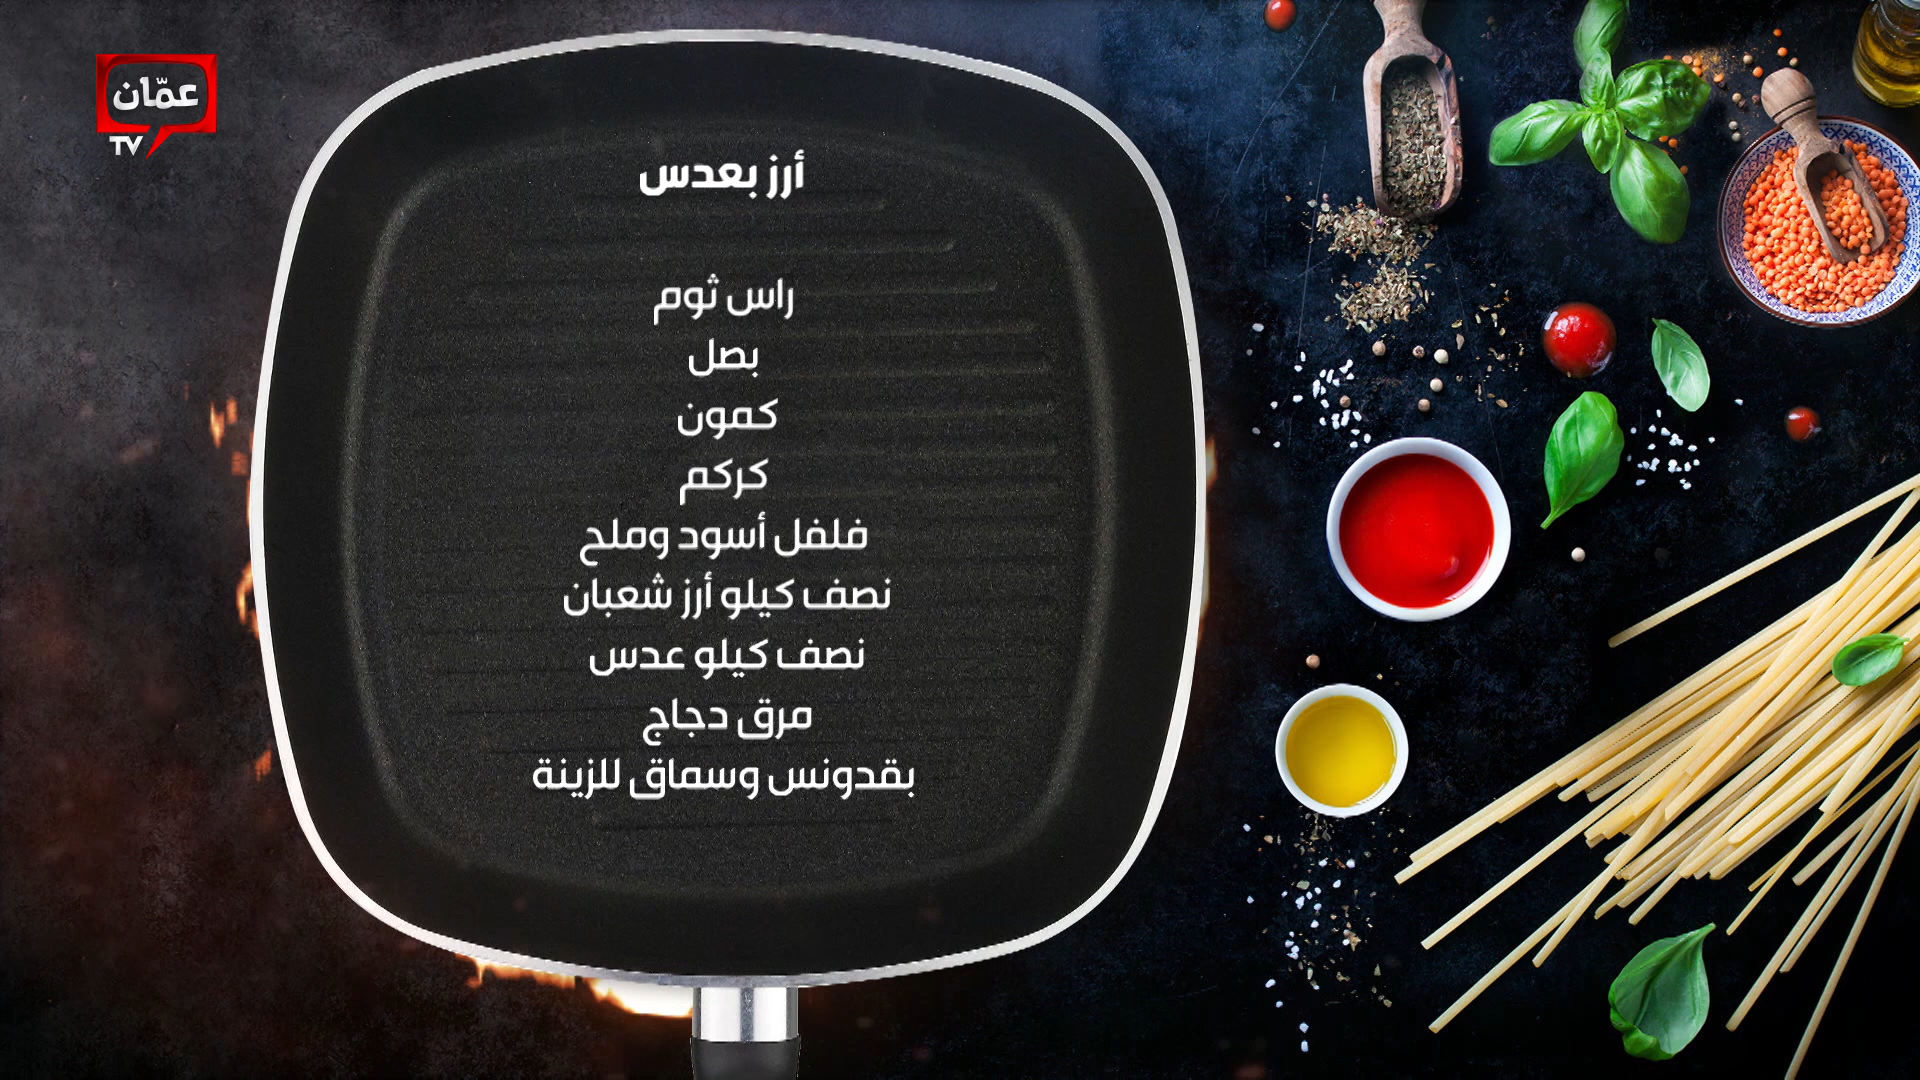 عمّان
TV
أرز بعدس
راس ثوم
بصل
كمون
كركم
فلفل أسود وملح
نصف كيلو أرز شعبان
نصف كيلو عدس
مرق دجاج
بقدونس وسماق للزينة